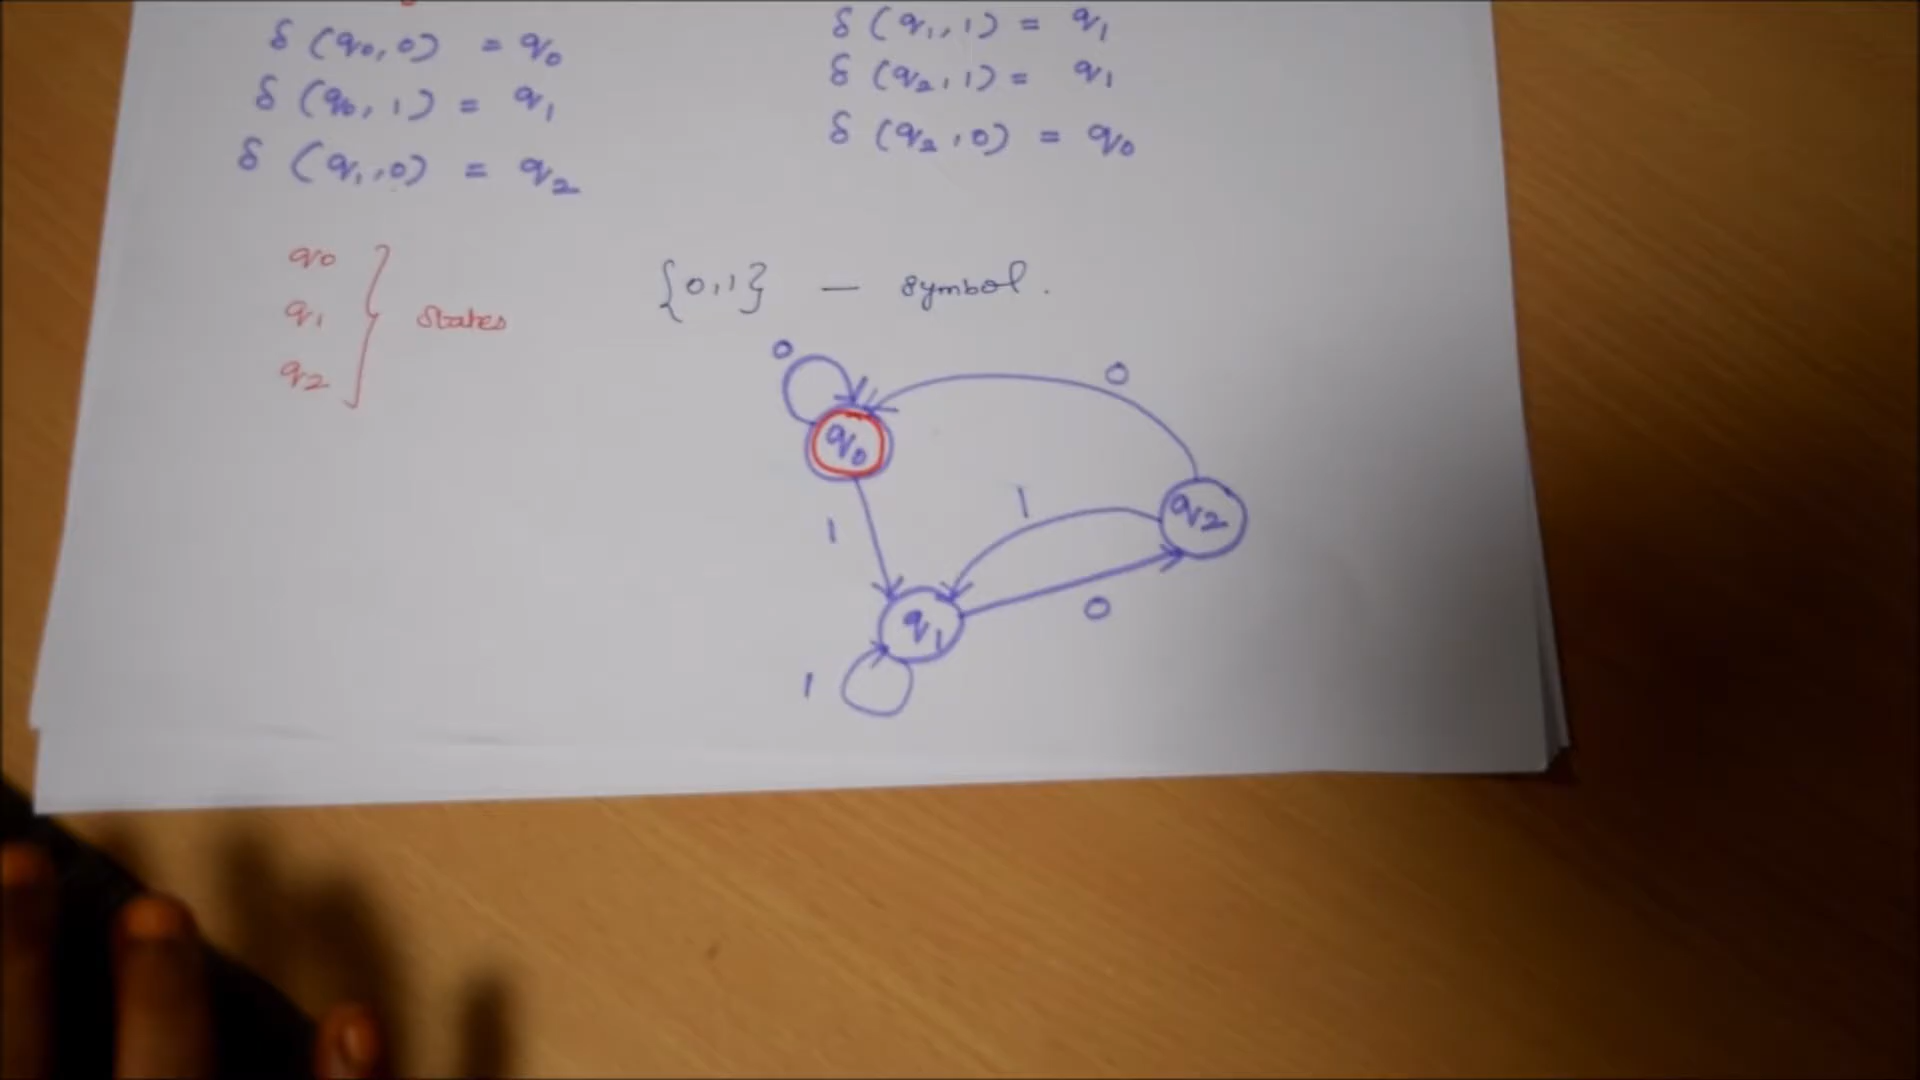 δ (q0, 0) = q0
δ (q0, 1) = q1
δ (q1, 0) = q2
δ (q1, 1) = q1
δ (q2, 1) = q1
δ (q2, 0) = q0
q0
q1
q2
states
{0,1} — symbol.
0
0
q0
1
1
q2
q1
0
1